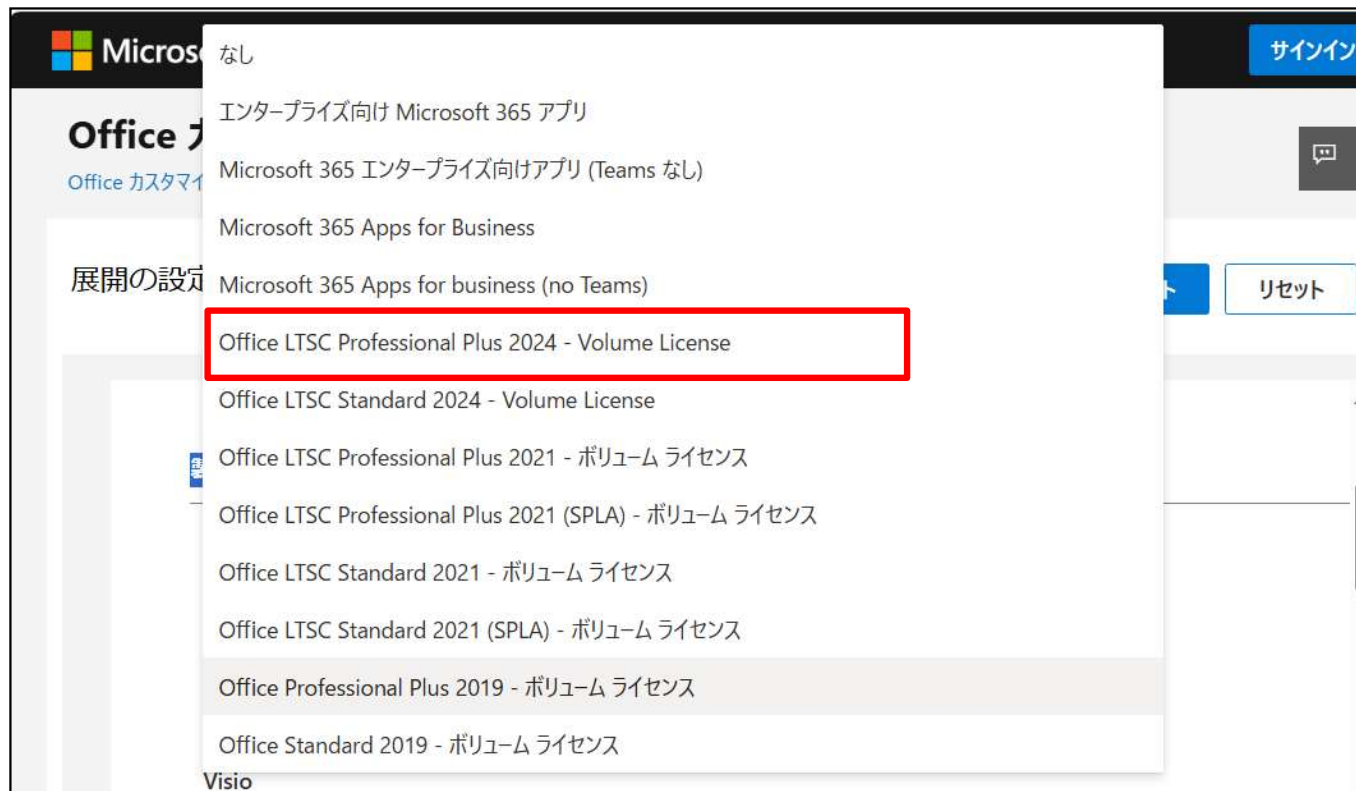 なし
サインイン
エンタープライズ向け Microsoft 365 アプリ
Office
Microsoft 365 エンタープライズ向けアプリ (Teams なし)
Office カスタマイ
Microsoft 365 Apps for Business
展開の設定
Microsoft 365 Apps for business (no Teams)
ト
リセット
Office LTSC Professional Plus 2024 - Volume License
Office LTSC Standard 2024 - Volume License
Office LTSC Professional Plus 2021 - ボリューム ライセンス
Office LTSC Professional Plus 2021 (SPLA) - ボリューム ライセンス
Office LTSC Standard 2021 - ボリューム ライセンス
Office LTSC Standard 2021 (SPLA) - ボリューム ライセンス
Office Professional Plus 2019 - ボリューム ライセンス
Office Standard 2019 - ボリューム ライセンス
Visio